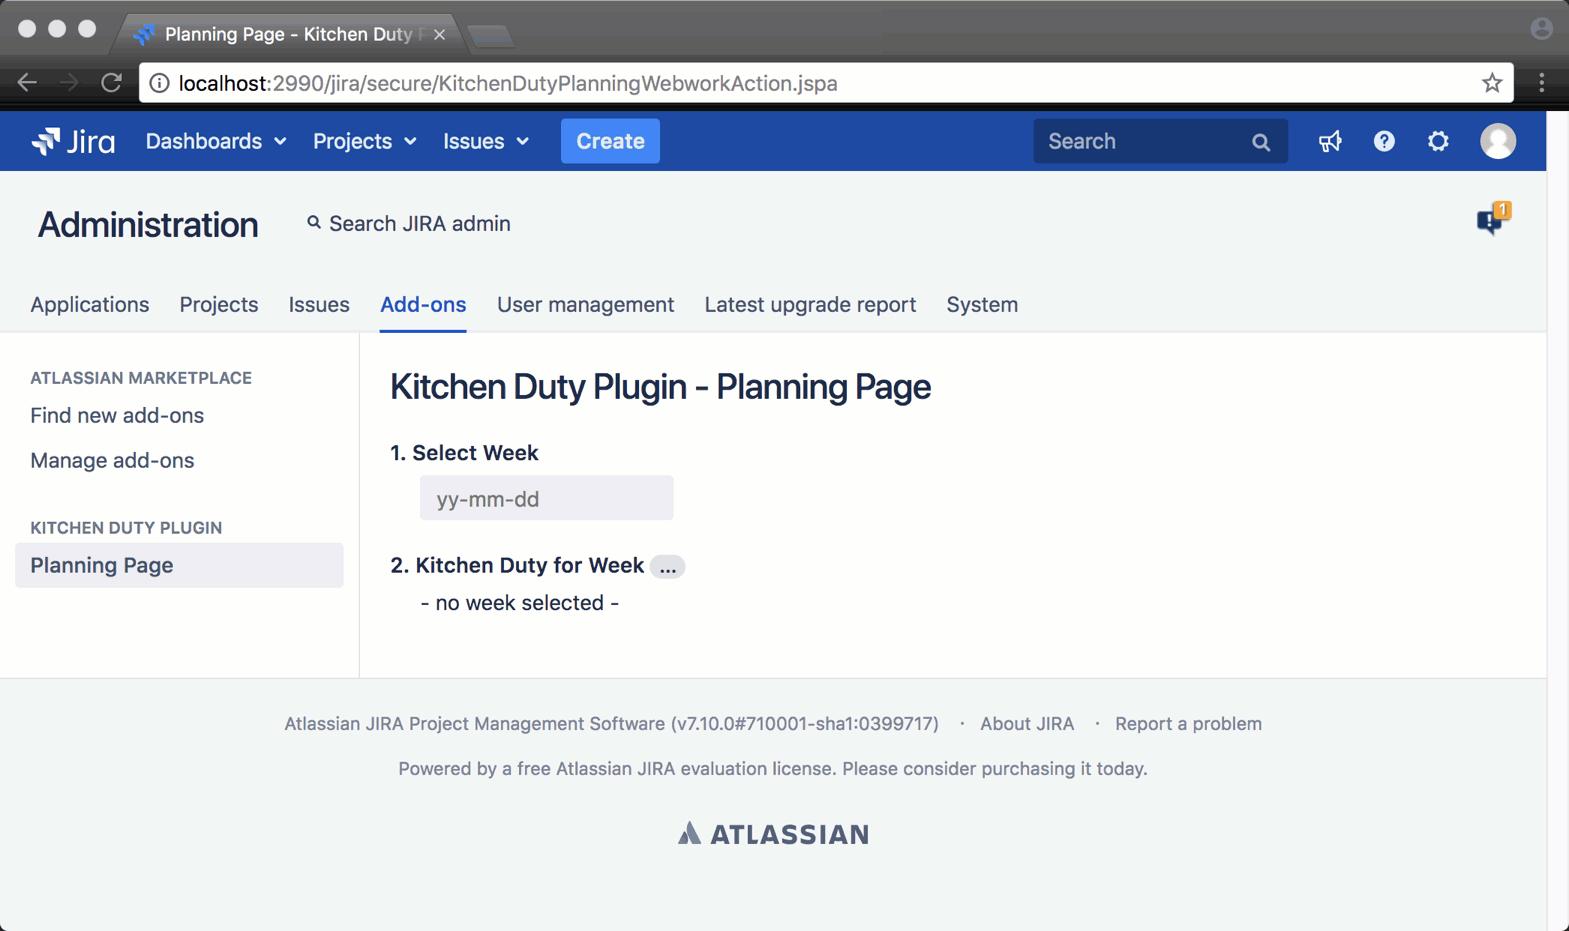 Planning Page - Kitchen Duty P
localhost:2990/jira/secure/KitchenDutyPlanningWebworkAction.jspa
Jira Dashboards Projects Issues Create Search
Administration Search JIRA admin 1
Applications Projects Issues Add-ons User management Latest upgrade report System
ATLASSIAN MARKETPLACE
Find new add-ons
Manage add-ons
KITCHEN DUTY PLUGIN
Planning Page
Kitchen Duty Plugin - Planning Page
1. Select Week
yy-mm-dd
2. Kitchen Duty for Week ...
- no week selected -
Atlassian JIRA Project Management Software (v7.10.0#710001-sha1:0399717) · About JIRA · Report a problem
Powered by a free Atlassian JIRA evaluation license. Please consider purchasing it today.
ATLASSIAN